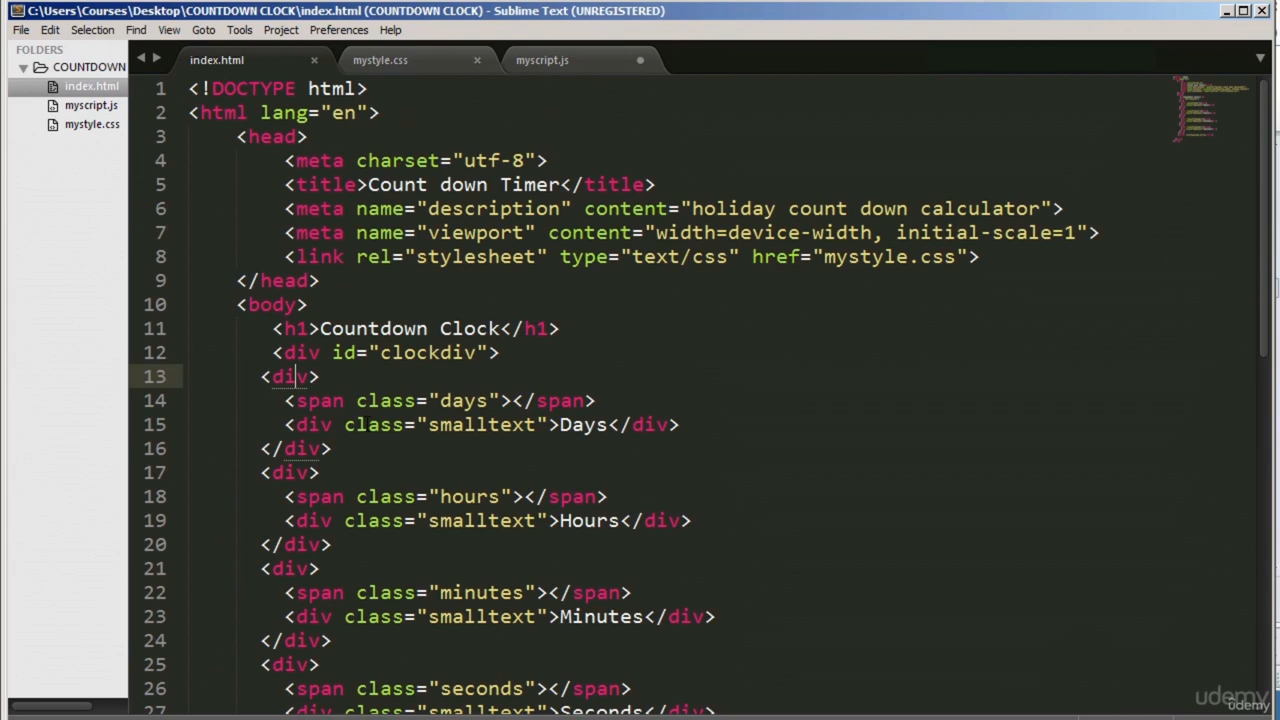 C:\Users\Courses\Desktop\COUNTDOWN CLOCK\index.html (COUNTDOWN CLOCK) - Sublime Text (UNREGISTERED)
File Edit Selection Find View Goto Tools Project Preferences Help
FOLDERS
COUNTDOWN
index.html
myscript.js
mystyle.css
index.html mystyle.css myscript.js
1 <!DOCTYPE html>
2 <html lang="en">
3 <head>
4 <meta charset="utf-8">
5 <title>Count down Timer</title>
6 <meta name="description" content="holiday count down calculator">
7 <meta name="viewport" content="width=device-width, initial-scale=1">
8 <link rel="stylesheet" type="text/css" href="mystyle.css">
9 </head>
10 <body>
11 <h1>Countdown Clock</h1>
12 <div id="clockdiv">
13 <div>
14 <span class="days"></span>
15 <div class="smalltext">Days</div>
16 </div>
17 <div>
18 <span class="hours"></span>
19 <div class="smalltext">Hours</div>
20 </div>
21 <div>
22 <span class="minutes"></span>
23 <div class="smalltext">Minutes</div>
24 </div>
25 <div>
26 <span class="seconds"></span>
27 <div class="smalltext">Seconds</div>
udemy
udemy